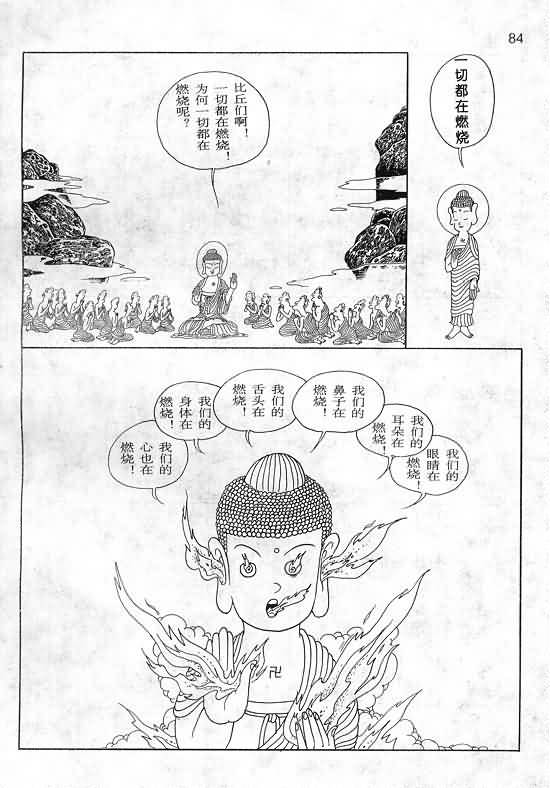 84
一切都在燃烧
比丘们啊！
一切都在燃烧！
为何一切都在
燃烧呢？
我们的
眼睛在
燃烧！
我们的
耳朵在
燃烧！
我们的
鼻子在
燃烧！
我们的
舌头在
燃烧！
我们的
身体在
燃烧！
我们的
心也在
燃烧！
卍